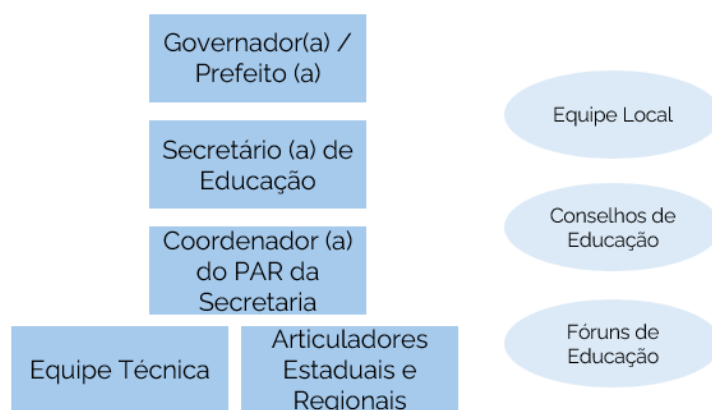 Governador(a) /
Prefeito (a)
Secretário (a) de
Educação
Coordenador (a)
do PAR da
Secretaria
Equipe Técnica
Articuladores
Estaduais e
Regionais
Equipe Local
Conselhos de
Educação
Fóruns de
Educação